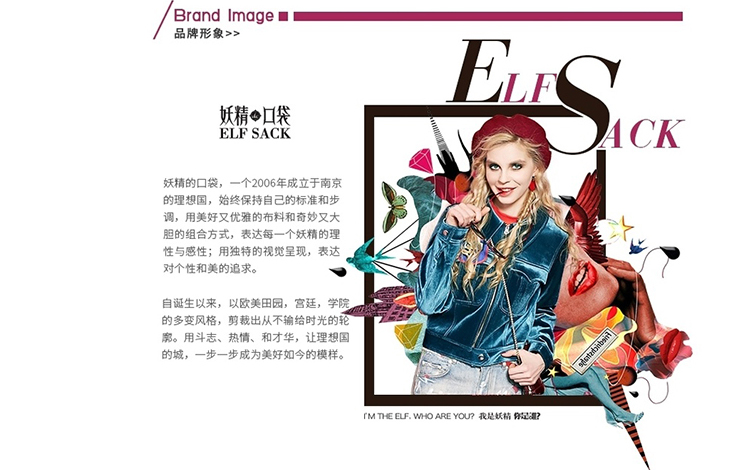 Brand Image
品牌形象>>
ELF SACK
妖精的口袋
ELF SACK
妖精的口袋，一个2006年成立于南京
的理想国，始终保持自己的标准和步
调，用美好又优雅的布料和奇妙又大
胆的组合方式，表达每一个妖精的理
性与感性；用独特的视觉呈现，表达
对个性和美的追求。
自诞生以来，以欧美田园，宫廷，学院
的多变风格，剪裁出从不输给时光的轮
廓。用斗志、热情、和才华，让理想国
的城，一步一步成为美好如今的模样。
I'M THE ELF. WHO ARE YOU? 我是妖精 你是谁?